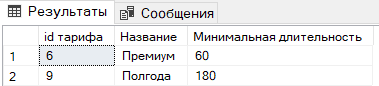 Результаты Сообщения
id тарифа Название Минимальная длительность
1 6 Премиум 60
2 9 Полгода 180